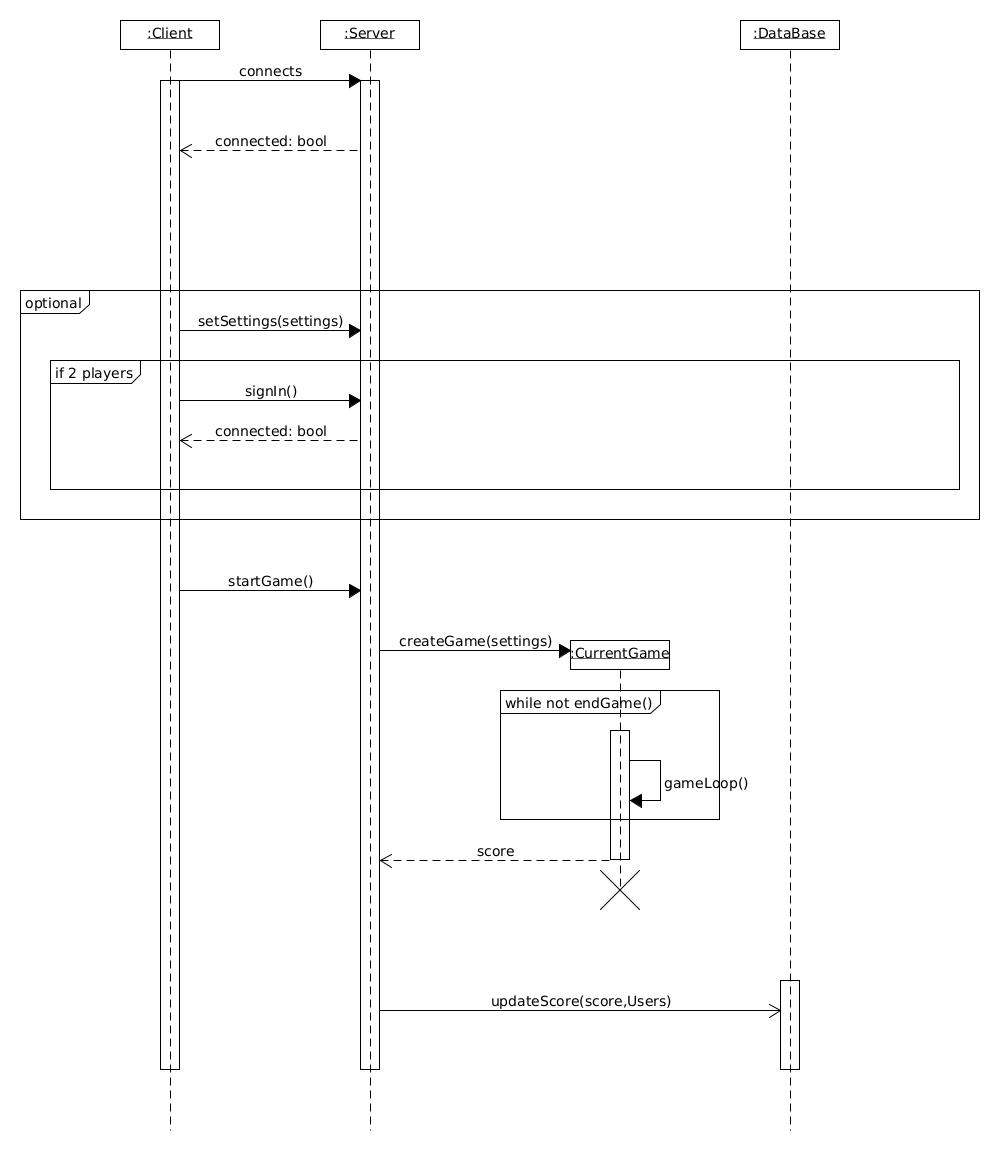 :Client
:Server
:DataBase
connects
connected: bool
optional
setSettings(settings)
if 2 players
signIn()
connected: bool
startGame()
createGame(settings)
:CurrentGame
while not endGame()
gameLoop()
score
updateScore(score,Users)